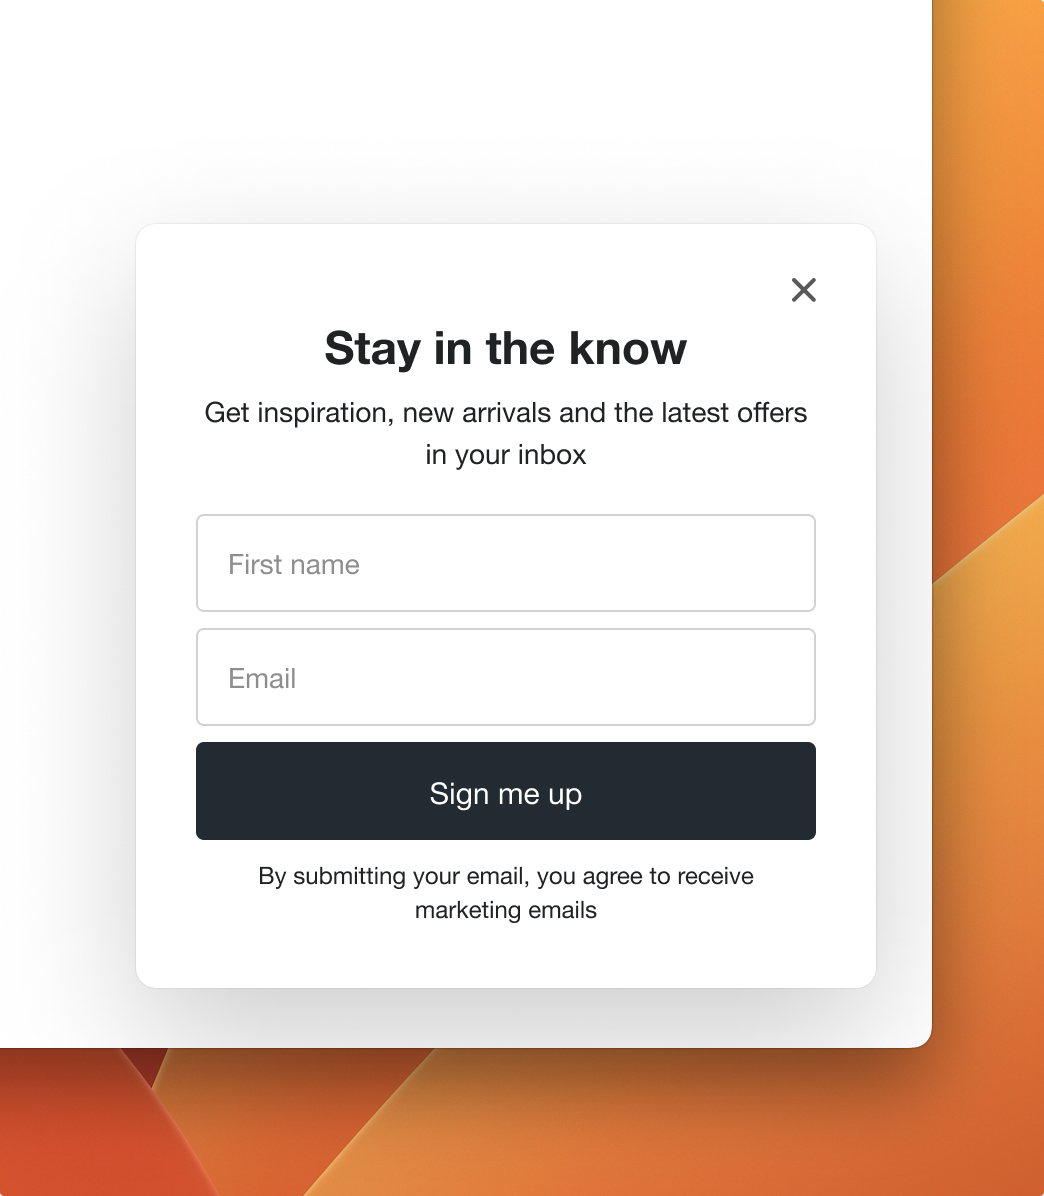 Stay in the know
Get inspiration, new arrivals and the latest offers
in your inbox
First name
Email
Sign me up
By submitting your email, you agree to receive
marketing emails